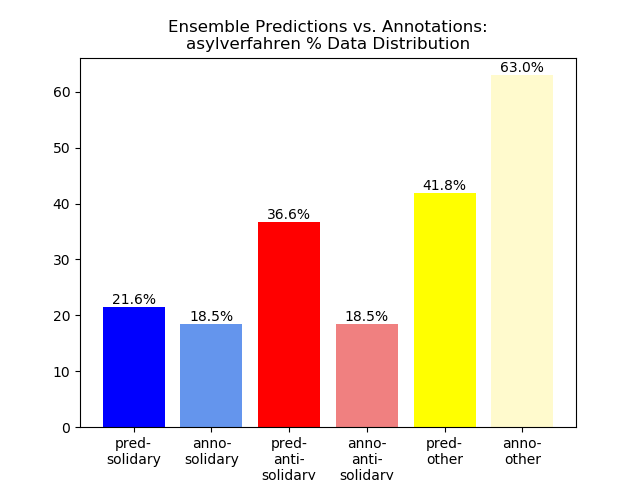 Ensemble Predictions vs. Annotations:
asylverfahren % Data Distribution
63.0%
60
50
41.8%
40
36.6%
30
21.6%
20
18.5%
18.5%
10
0
pred-
solidary
anno-
solidary
pred-
anti-
solidary
anno-
anti-
solidary
pred-
other
anno-
other